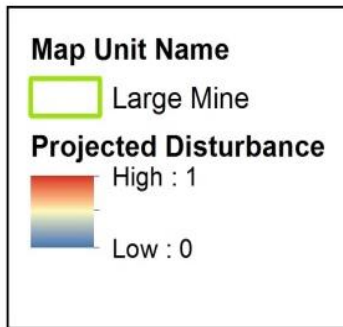 Map Unit Name
Large Mine
Projected Disturbance
High : 1
Low : 0